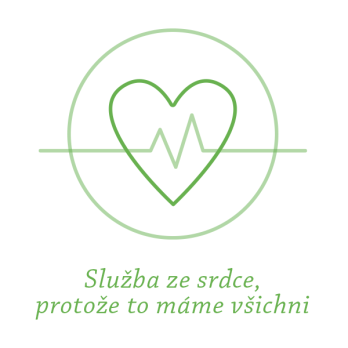 Služba ze srdce,
protože to máme všichni